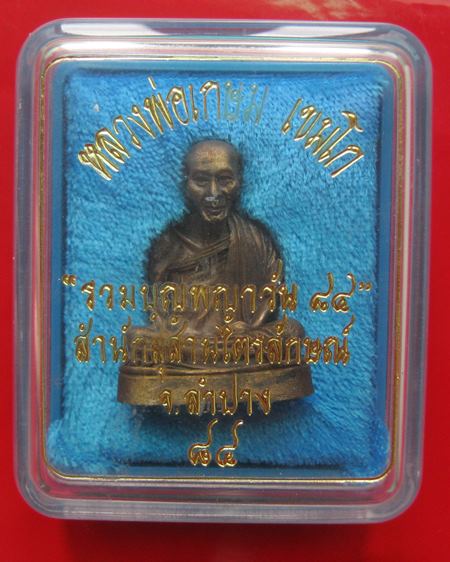 หลวงพ่อเกษม เขมโก
"รวมบุญพญาวัน ๘๔"
สำนักสุสานไตรลักษณ์
จ.ลำปาง
๘๔